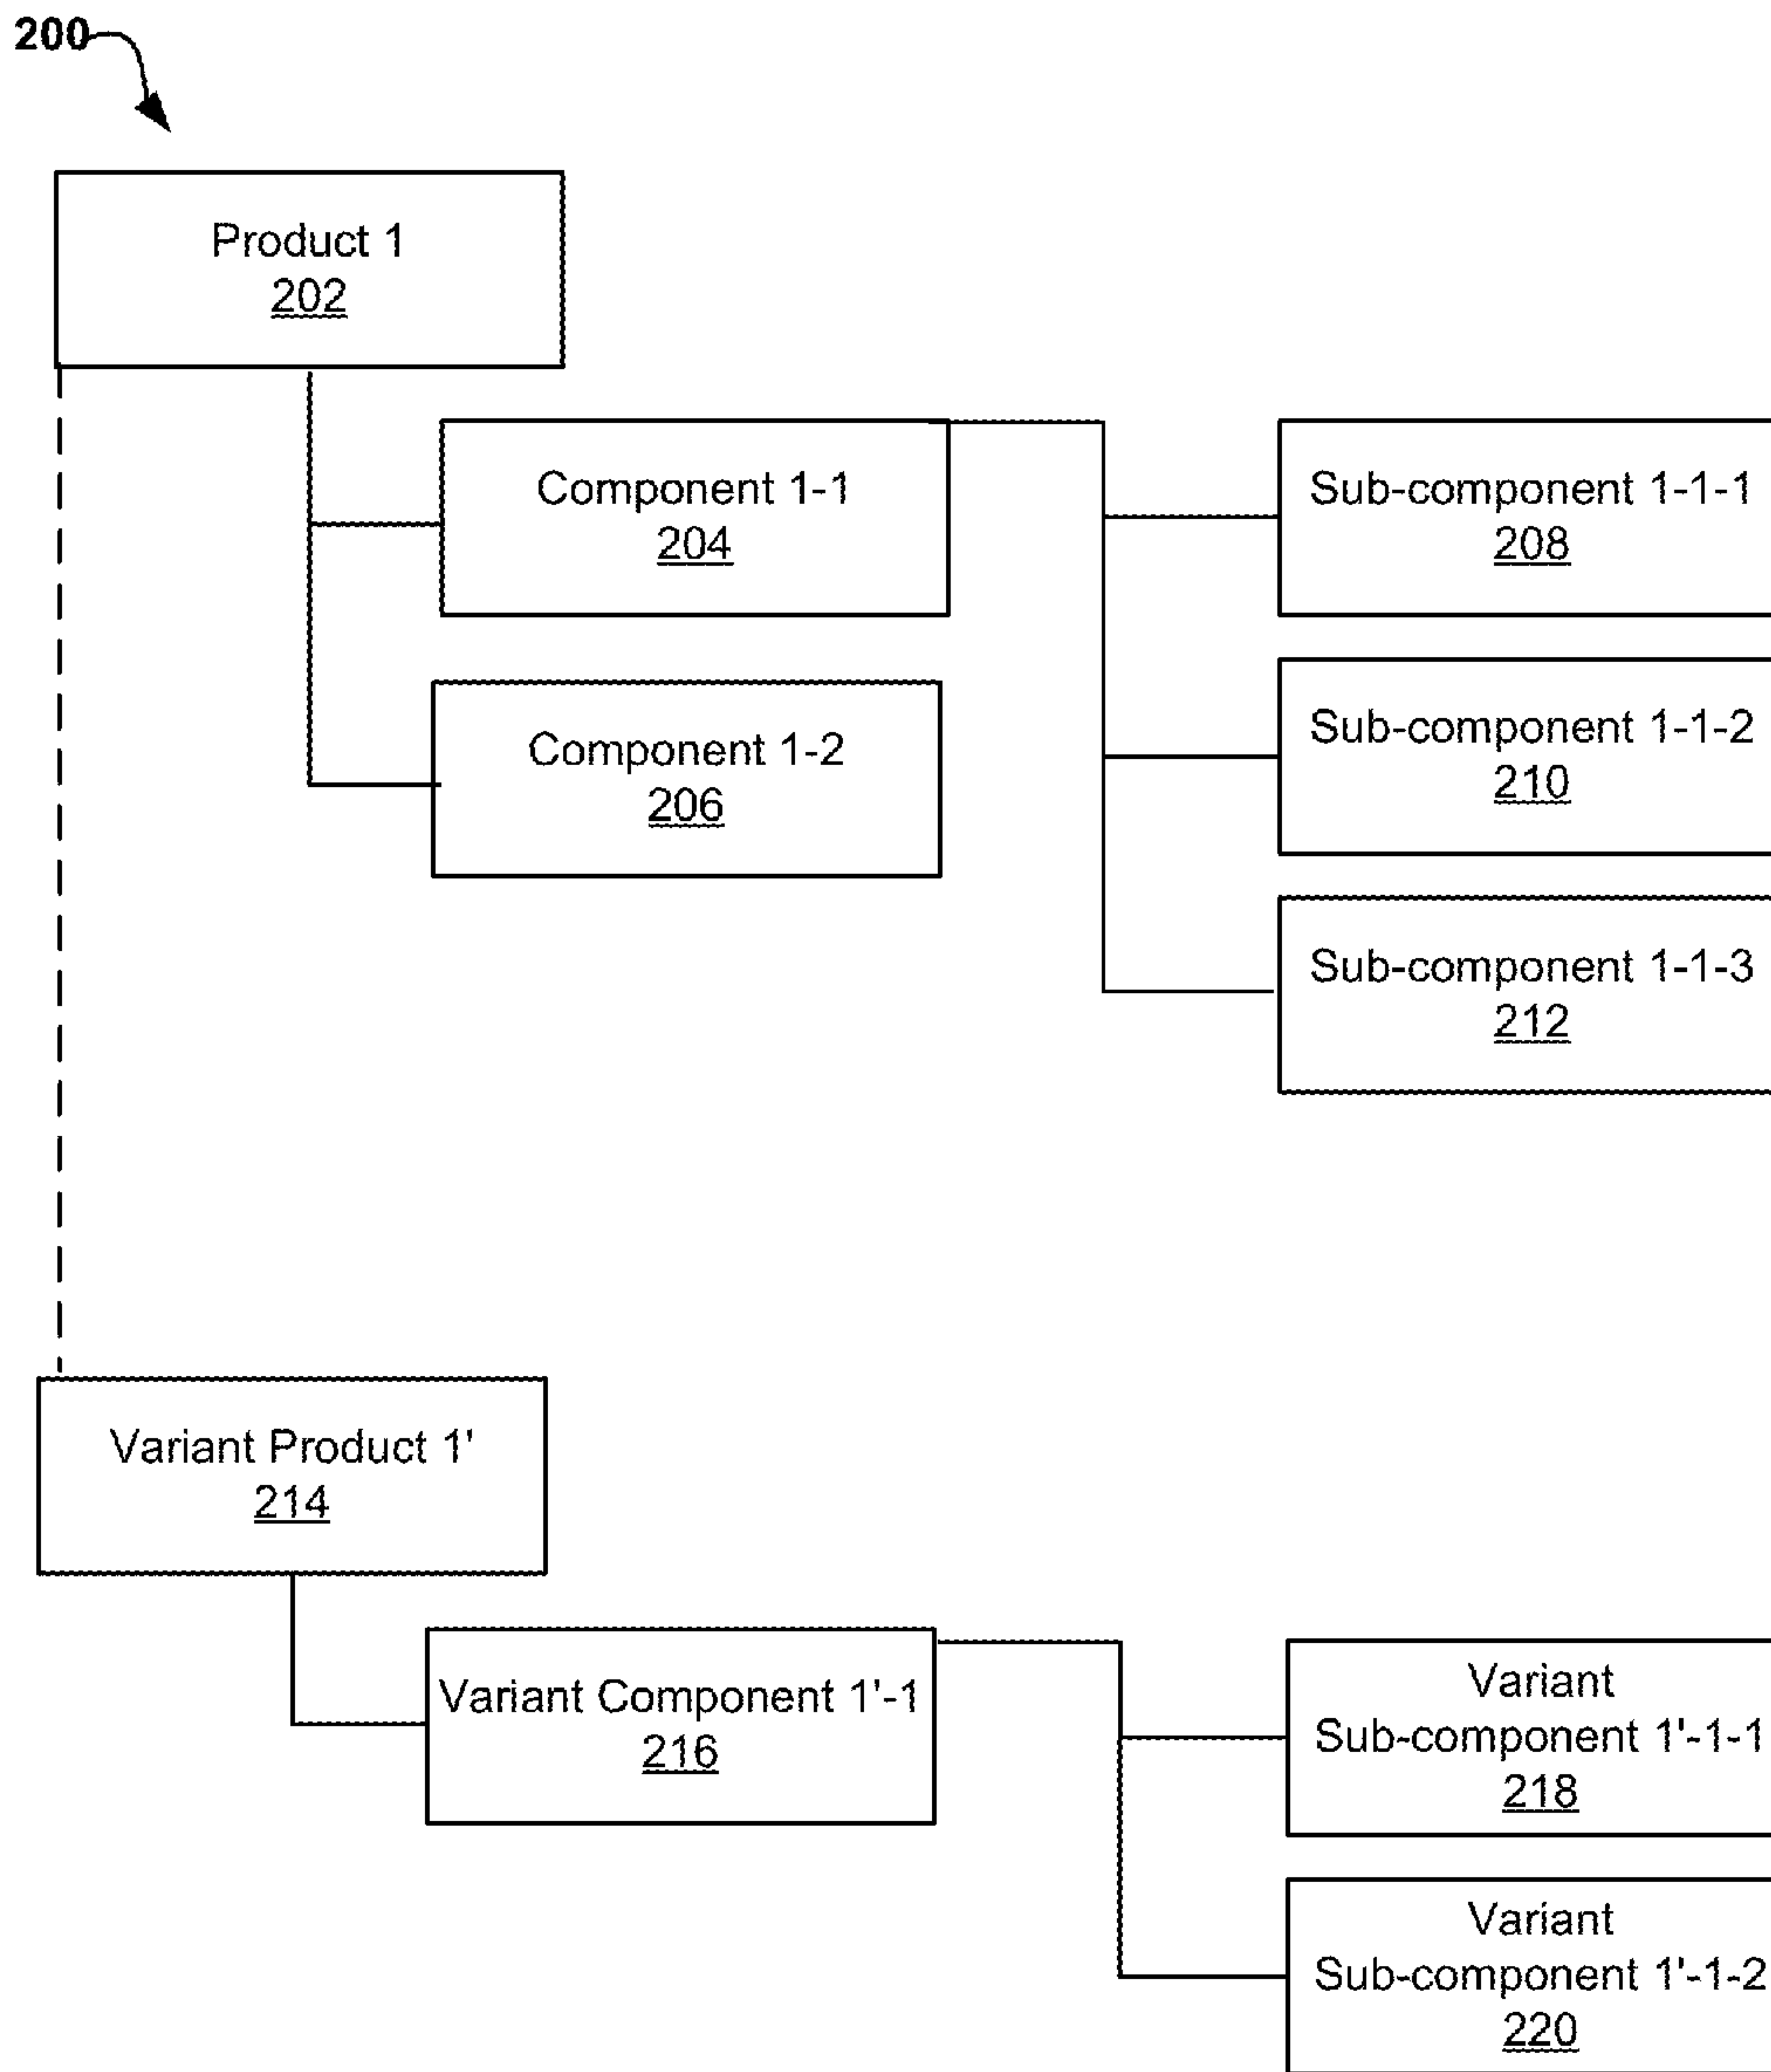 200
Product 1
202
Component 1-1
204
Sub-component 1-1-1
208
Component 1-2
206
Sub-component 1-1-2
210
Sub-component 1-1-3
212
Variant Product 1'
214
Variant Component 1'-1
216
Variant
Sub-component 1'-1-1
218
Variant
Sub-component 1'-1-2
220